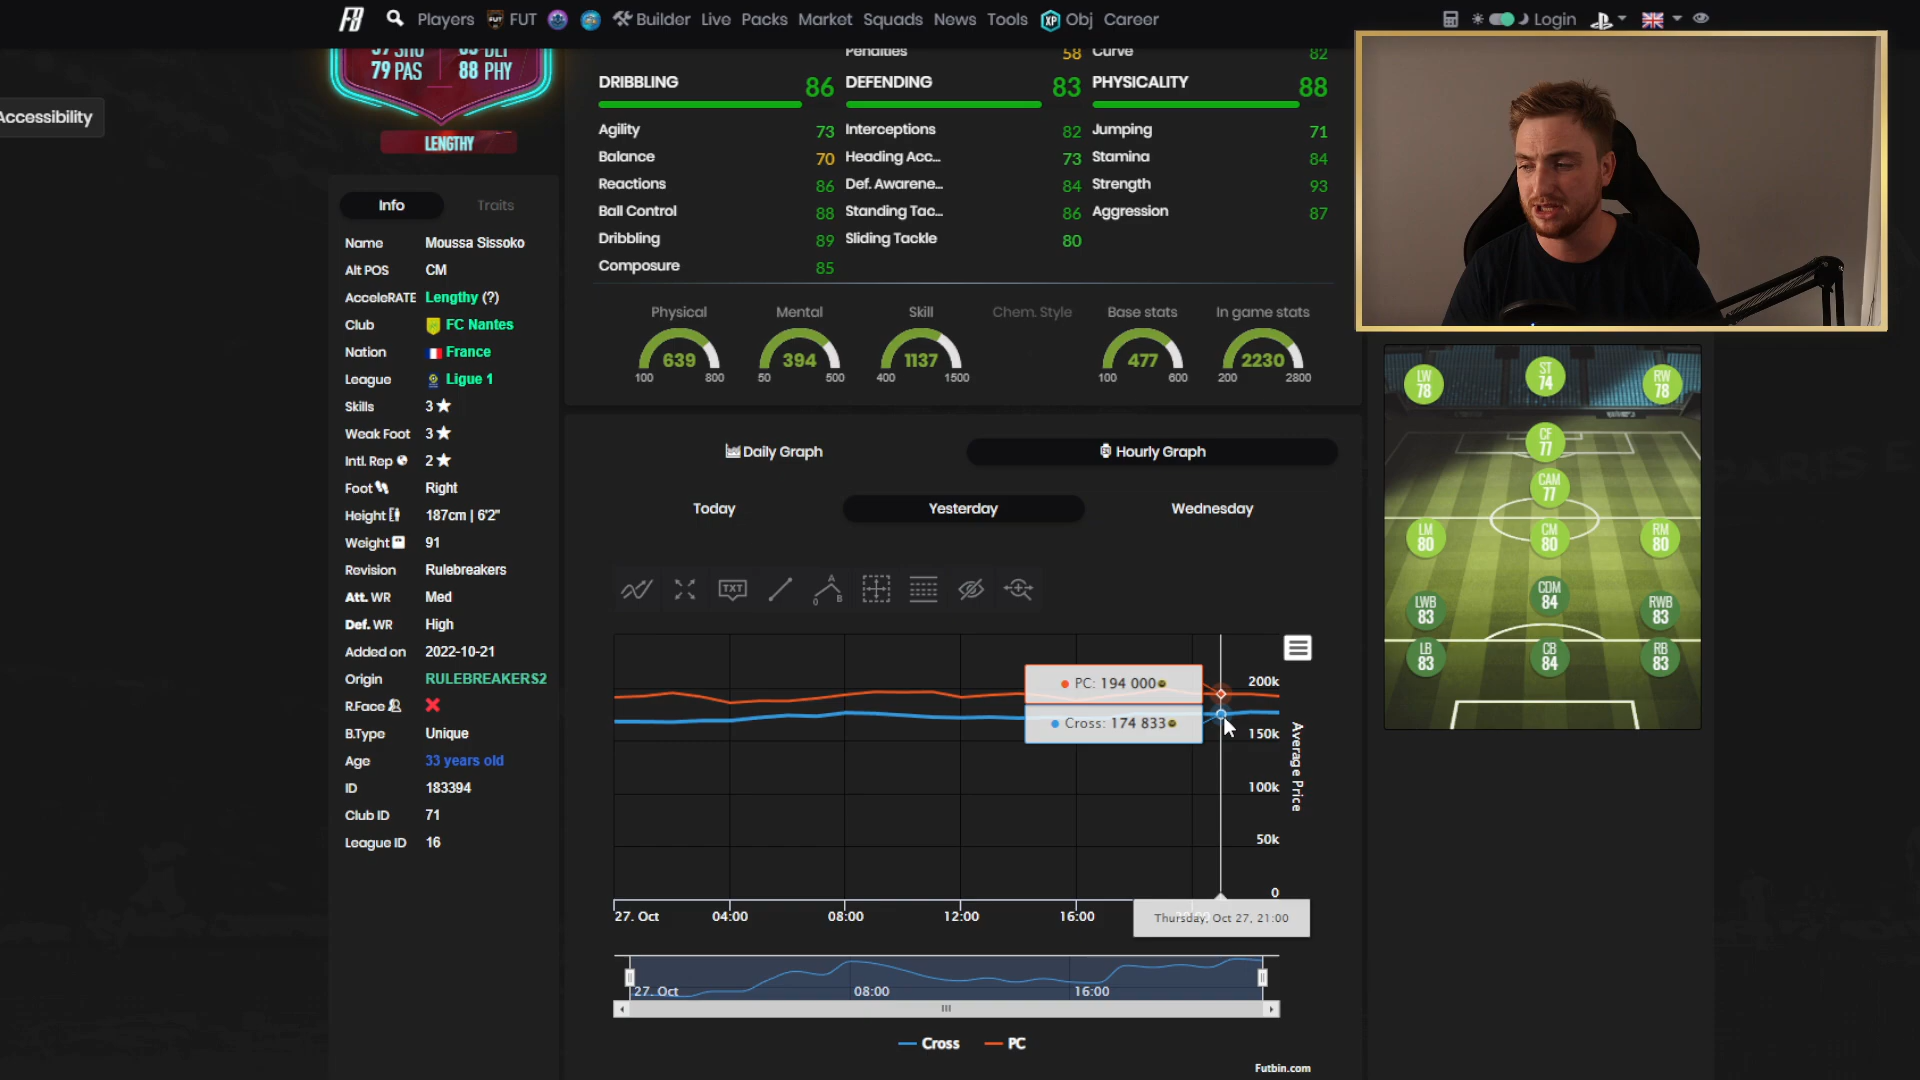 Players FUT Builder Live Packs Market Squads News Tools XP Obj Career Login
79 PAS 88 PHY
LENGTHY
Accessibility
Info Traits
Name Moussa Sissoko
Alt POS CM
AcceleRATE Lengthy (?)
Club FC Nantes
Nation France
League Ligue 1
Skills 3
Weak Foot 3
Intl. Rep 2
Foot Right
Height 187cm | 6'2"
Weight 91
Revision Rulebreakers
Att. WR Med
Def. WR High
Added on 2022-10-21
Origin RULEBREAKERS2
R.Face
B.Type Unique
Age 33 years old
ID 183394
Club ID 71
League ID 16
Penalties 58 Curve 82
DRIBBLING 86 DEFENDING 83 PHYSICALITY 88
Agility 73 Interceptions 82 Jumping 71
Balance 70 Heading Acc... 73 Stamina 84
Reactions 86 Def. Awarene... 84 Strength 93
Ball Control 88 Standing Tac... 86 Aggression 87
Dribbling 89 Sliding Tackle 80
Composure 85
Physical Mental Skill Chem. Style Base stats In game stats
639 394 1137 477 2230
100 800 50 500 400 1500 100 600 200 2800
Daily Graph Hourly Graph
Today Yesterday Wednesday
TXT
PC: 194 000
Cross: 174 833
200k
150k
100k
50k
0
Average Price
27. Oct 04:00 08:00 12:00 16:00
Thursday, Oct 27, 21:00
27. Oct 08:00 16:00
Cross PC
Futbin.com
LW 78 ST 74 RW 78
CF 77
CAM 77
LM 80 CM 80 RM 80
CDM 84
LWB 83 RWB 83
LB 83 CB 84 RB 83